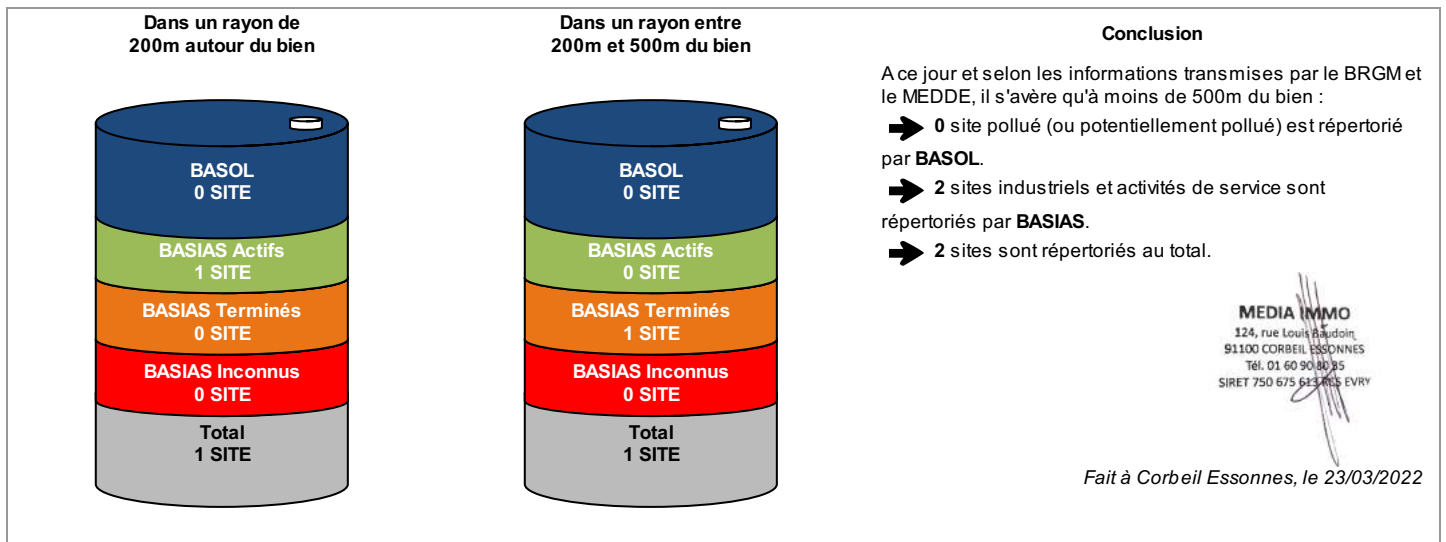 Dans un rayon de
200m autour du bien
BASOL
0 SITE
BASIAS Actifs
1 SITE
BASIAS Terminés
0 SITE
BASIAS Inconnus
0 SITE
Total
1 SITE
Dans un rayon entre
200m et 500m du bien
BASOL
0 SITE
BASIAS Actifs
0 SITE
BASIAS Terminés
1 SITE
BASIAS Inconnus
0 SITE
Total
1 SITE
Conclusion
A ce jour et selon les informations transmises par le BRGM et
le MEDDE, il s'avère qu'à moins de 500m du bien :
0 site pollué (ou potentiellement pollué) est répertorié
par BASOL.
2 sites industriels et activités de service sont
répertoriés par BASIAS.
2 sites sont répertoriés au total.
MEDIA IMMO
124, rue Louis Baudoin
91100 CORBEIL ESSONNES
Tél. 01 60 90 80 85
SIRET 750 675 613 RCS EVRY
Fait à Corbeil Essonnes, le 23/03/2022